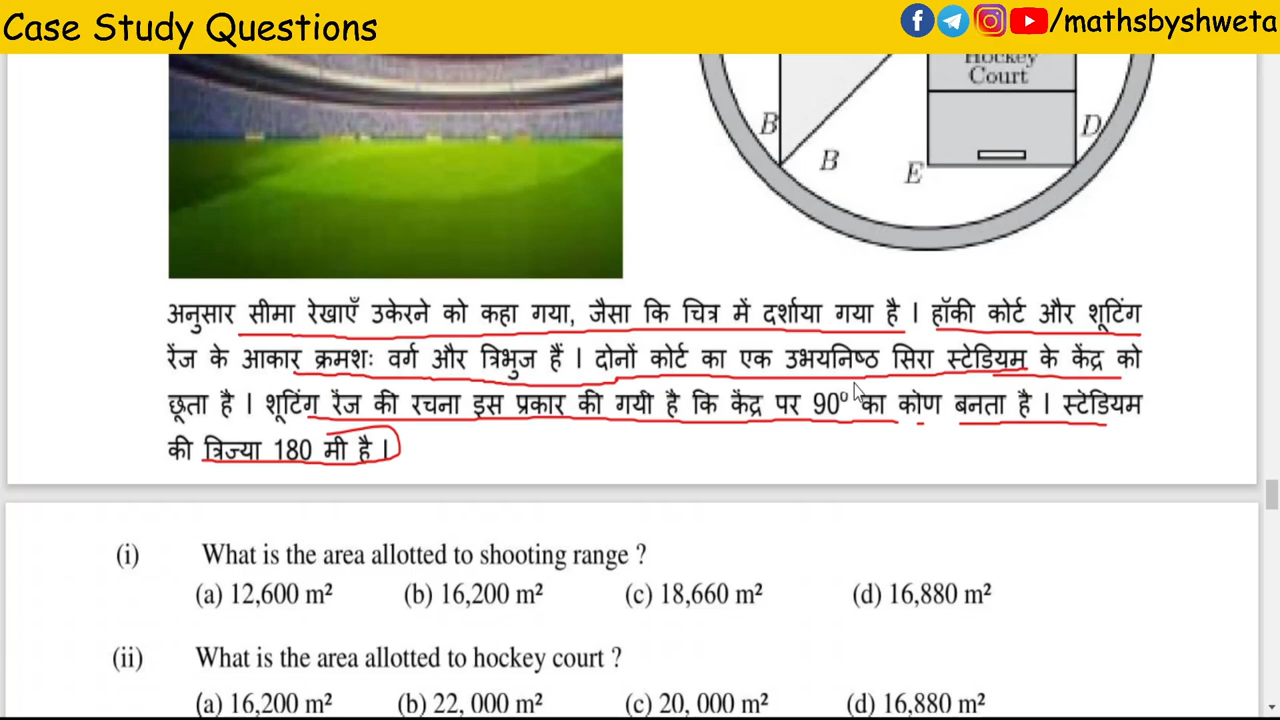 Case Study Questions
/mathsbyshweta
Hockey
Court
B
D
B
E
अनुसार सीमा रेखाएँ उकेरने को कहा गया, जैसा कि चित्र में दर्शाया गया है । हॉकी कोर्ट और शूटिंग
रेंज के आकार क्रमशः वर्ग और त्रिभुज हैं । दोनों कोर्ट का एक उभयनिष्ठ सिरा स्टेडियम के केंद्र को
छूता है । शूटिंग रेंज की रचना इस प्रकार की गयी है कि केंद्र पर 90⁰ का कोण बनता है । स्टेडियम
की त्रिज्या 180 मी है ।
(i) What is the area allotted to shooting range ?
(a) 12,600 m² (b) 16,200 m² (c) 18,660 m² (d) 16,880 m²
(ii) What is the area allotted to hockey court ?
(a) 16,200 m² (b) 22, 000 m² (c) 20, 000 m² (d) 16,880 m²